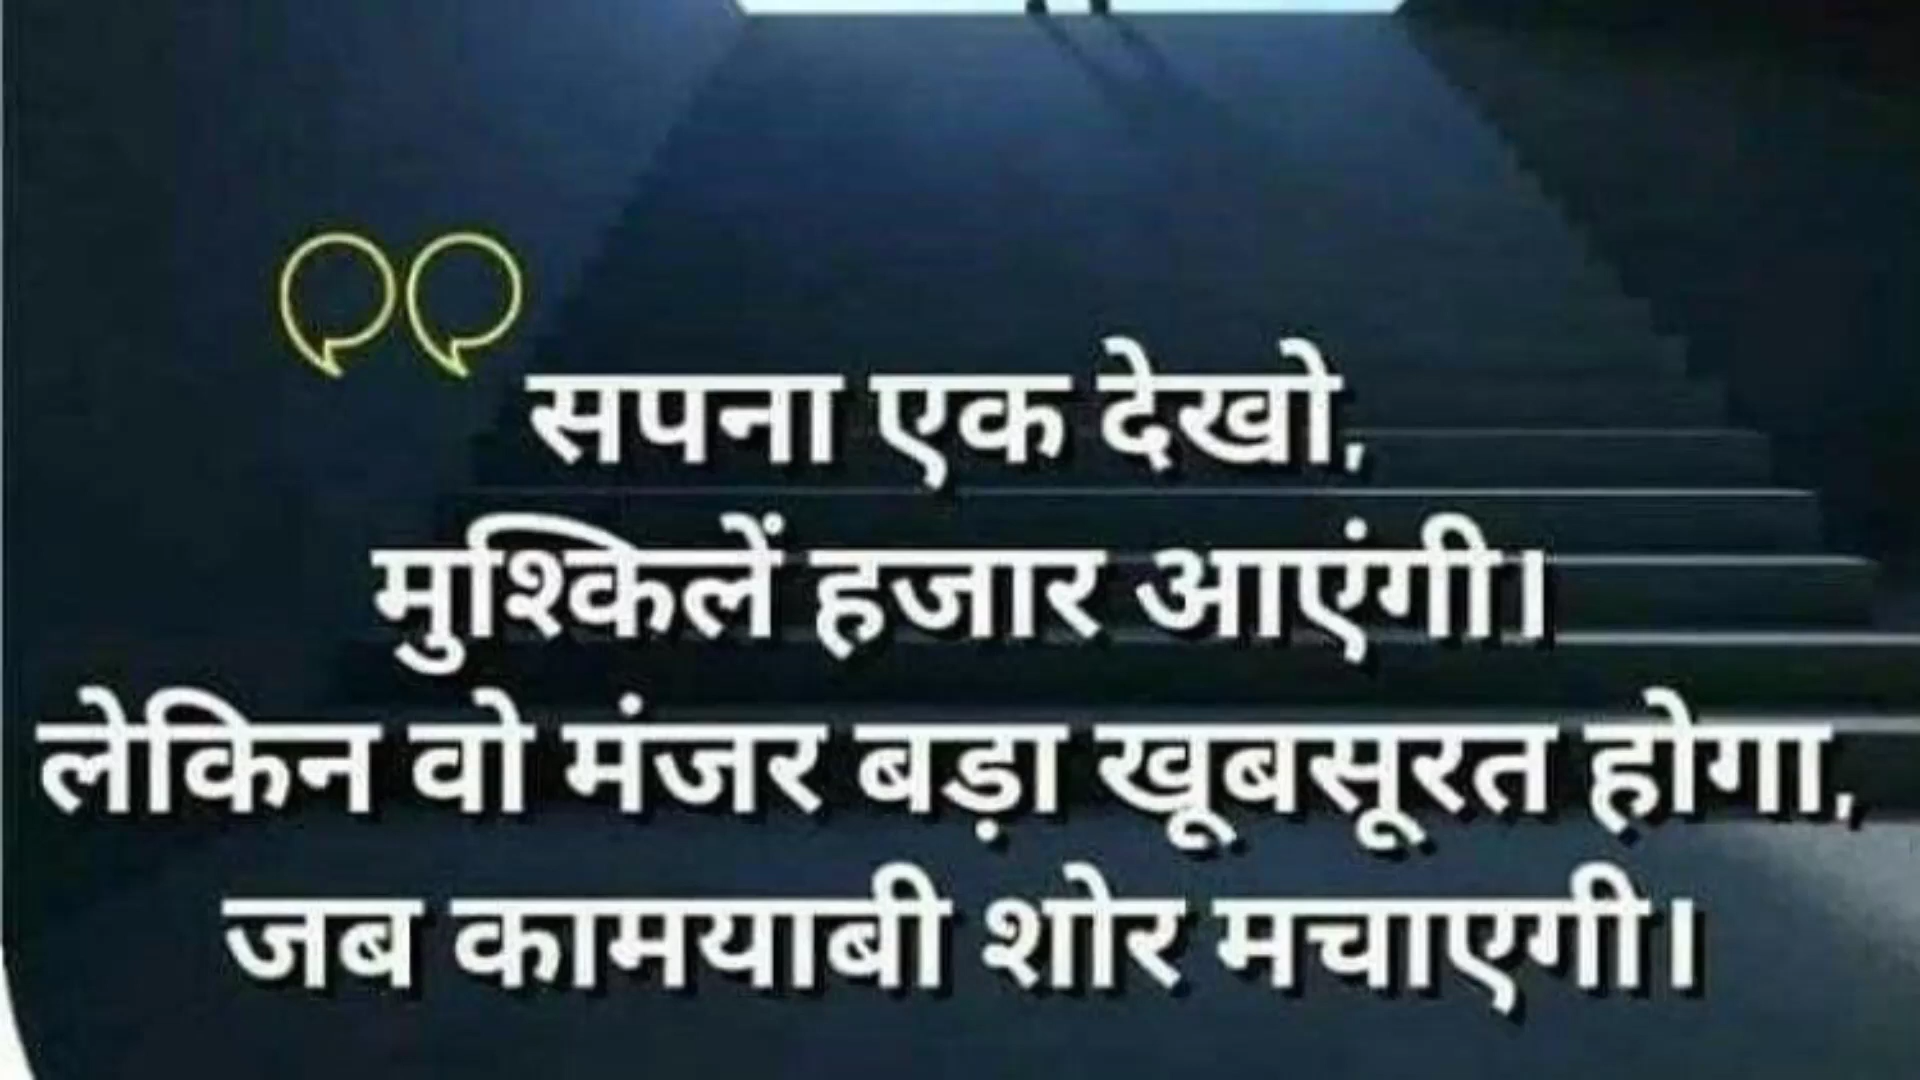 सपना एक देखो,
मुश्किलें हजार आएंगी।
लेकिन वो मंजर बड़ा खूबसूरत होगा,
जब कामयाबी शोर मचाएगी।